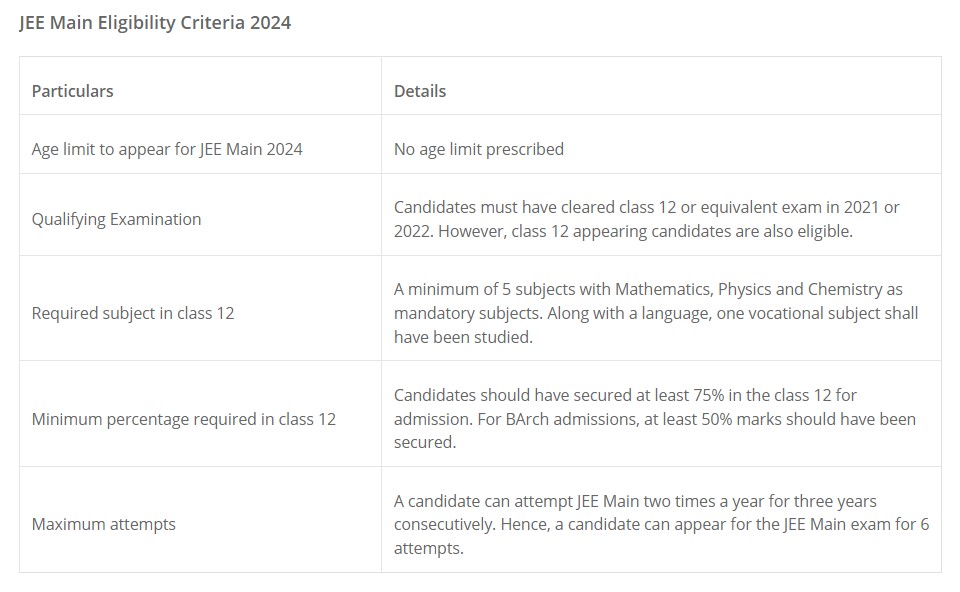 JEE Main Eligibility Criteria 2024
Particulars
Details
Age limit to appear for JEE Main 2024
No age limit prescribed
Qualifying Examination
Candidates must have cleared class 12 or equivalent exam in 2021 or
2022. However, class 12 appearing candidates are also eligible.
Required subject in class 12
A minimum of 5 subjects with Mathematics, Physics and Chemistry as
mandatory subjects. Along with a language, one vocational subject shall
have been studied.
Minimum percentage required in class 12
Candidates should have secured at least 75% in the class 12 for
admission. For BArch admissions, at least 50% marks should have been
secured.
Maximum attempts
A candidate can attempt JEE Main two times a year for three years
consecutively. Hence, a candidate can appear for the JEE Main exam for 6
attempts.